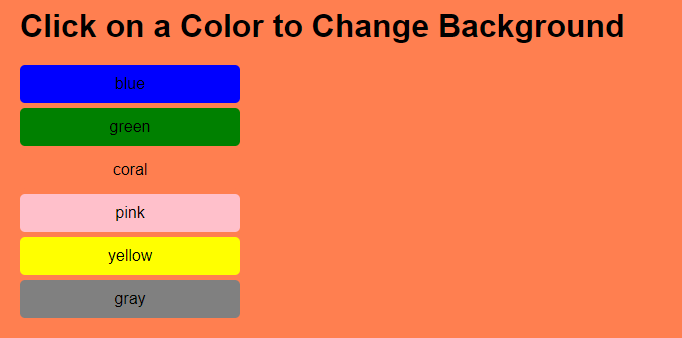 Click on a Color to Change Background
blue
green
coral
pink
yellow
gray